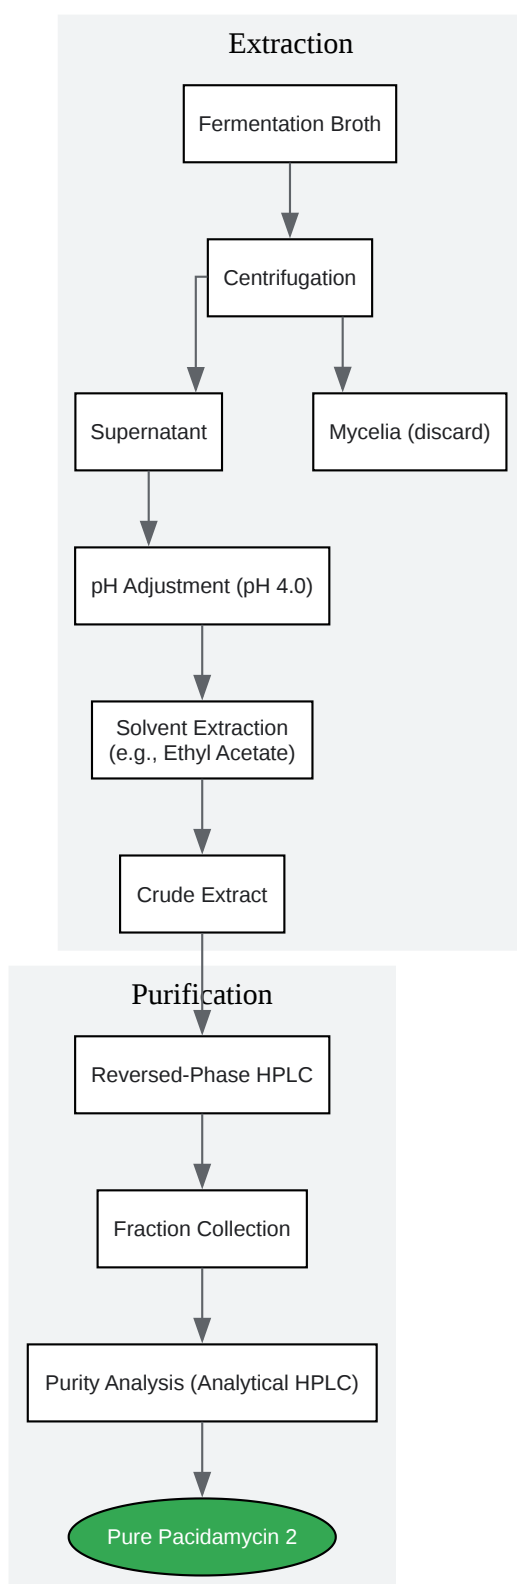 Extraction
Fermentation Broth
Centrifugation
Supernatant
Mycelia (discard)
pH Adjustment (pH 4.0)
Solvent Extraction
(e.g., Ethyl Acetate)
Crude Extract
Purification
Reversed-Phase HPLC
Fraction Collection
Purity Analysis (Analytical HPLC)
Pure Pacidamycin 2